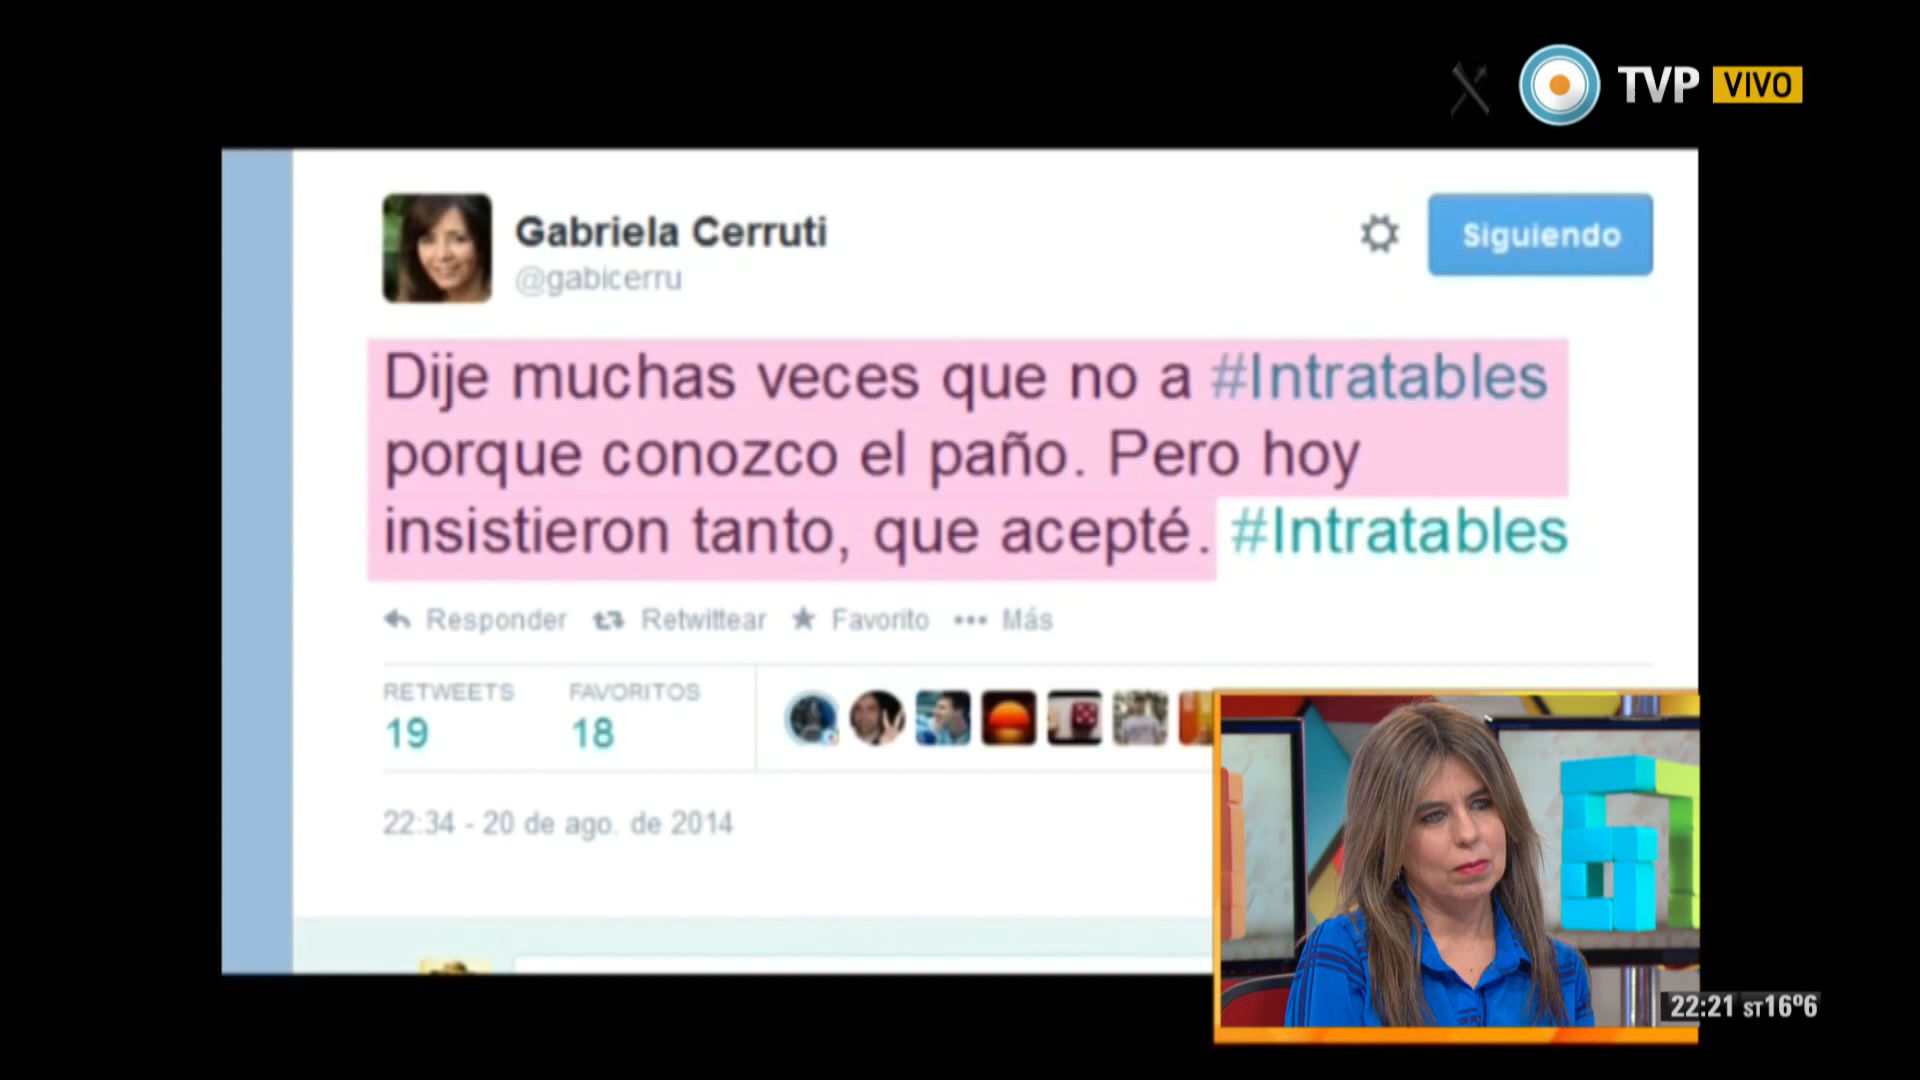 TVP VIVO
Gabriela Cerruti
@gabicerru
Siguiendo
Dije muchas veces que no a #Intratables
porque conozco el paño. Pero hoy
insistieron tanto, que acepté. #Intratables
Responder Retwittear Favorito Más
RETWEETS FAVORITOS
19 18
22:34 - 20 de ago. de 2014
22:21 ST16º6